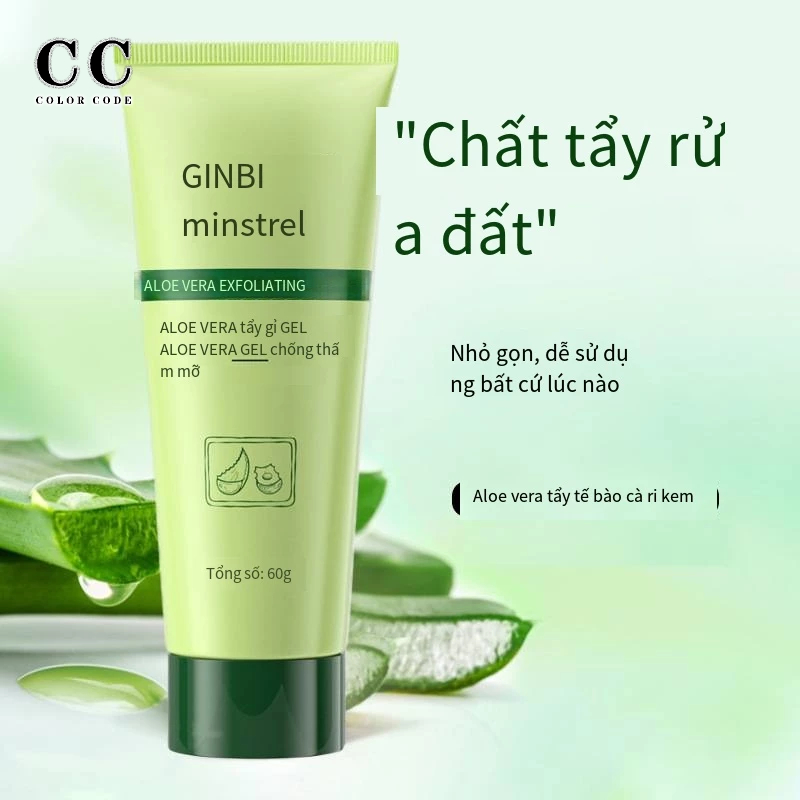 CC
COLOR CODE
GINBI
minstrel
ALOE VERA EXFOLIATING
ALOE VERA tẩy gỉ GEL
ALOE VERA GEL chống thấ
m mỡ
Tổng số: 60g
"Chất tẩy rử
a đất"
Nhỏ gọn, dễ sử dụ
ng bất cứ lúc nào
Aloe vera tẩy tế bào cà ri kem